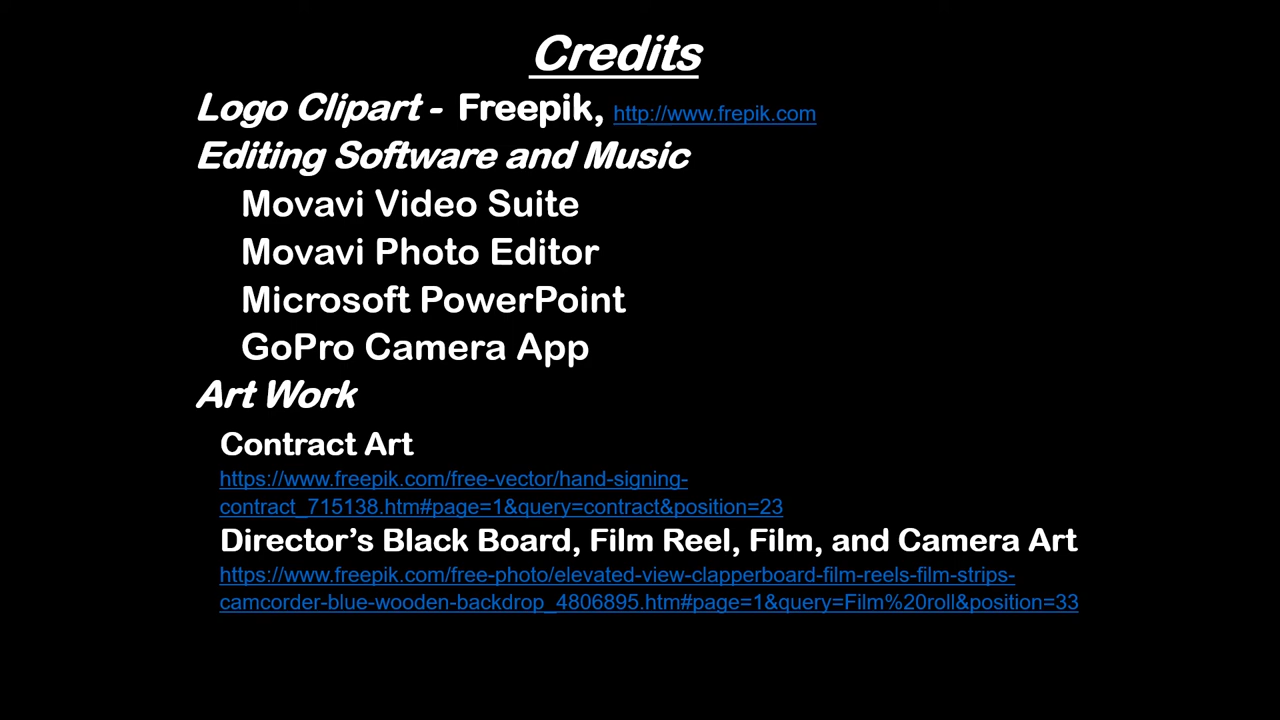 Credits
Logo Clipart - Freepik, http://www.frepik.com
Editing Software and Music
Movavi Video Suite
Movavi Photo Editor
Microsoft PowerPoint
GoPro Camera App
Art Work
Contract Art
https://www.freepik.com/free-vector/hand-signing-
contract_715138.htm#page=1&query=contract&position=23
Director’s Black Board, Film Reel, Film, and Camera Art
https://www.freepik.com/free-photo/elevated-view-clapperboard-film-reels-film-strips-
camcorder-blue-wooden-backdrop_4806895.htm#page=1&query=Film%20roll&position=33